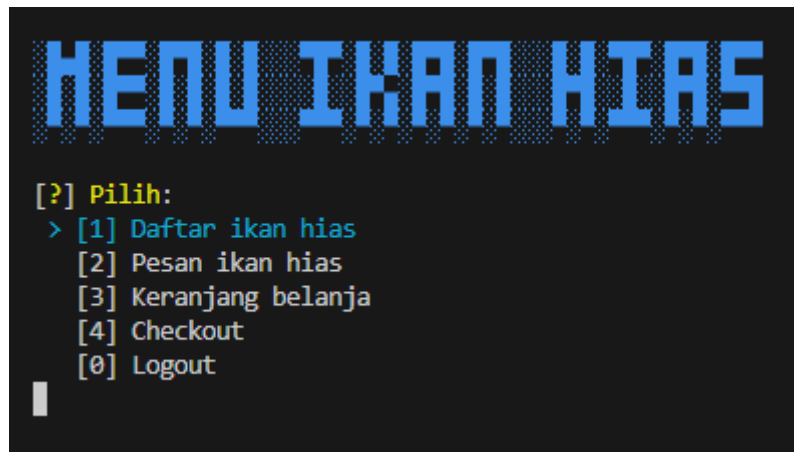 MENU IKAN HIAS
[?] Pilih:
> [1] Daftar ikan hias
[2] Pesan ikan hias
[3] Keranjang belanja
[4] Checkout
[0] Logout